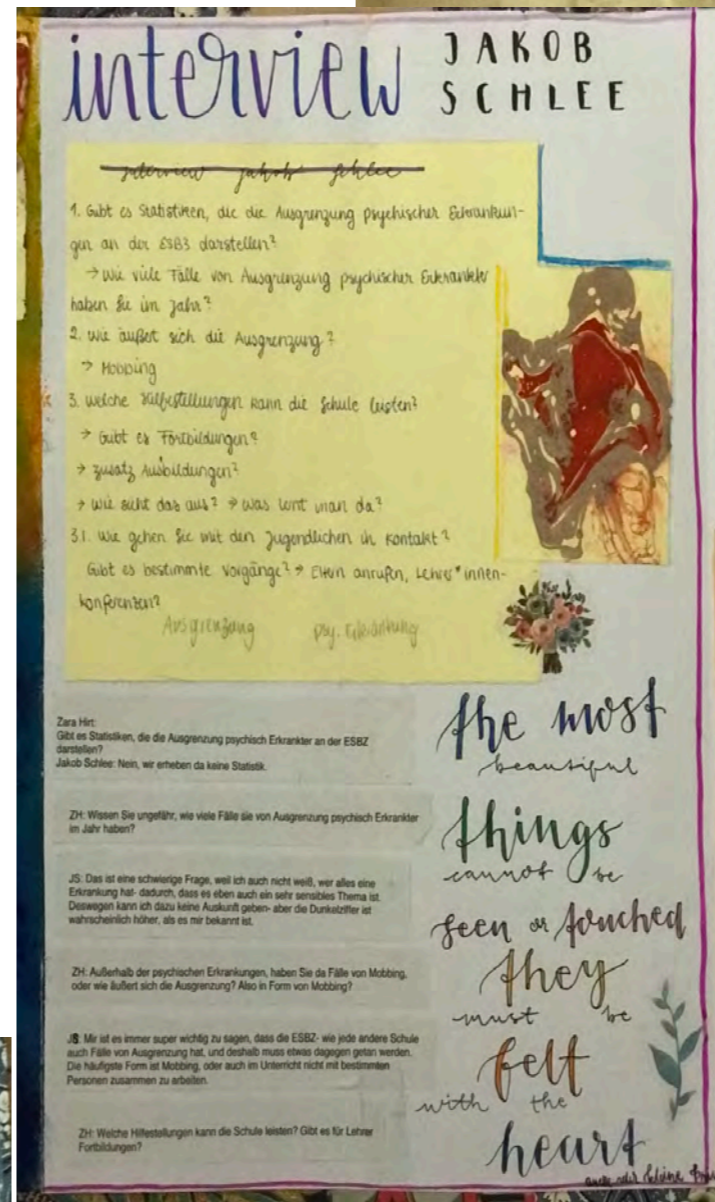 interview JAKOB
SCHLEE
interview jakob schlee
1. Gibt es Statistiken, die die Ausgrenzung psychischer Erkrankun-
gen an der ESBZ darstellen?
→ Wie viele Fälle von Ausgrenzung psychischer Erkrankter
haben Sie im Jahr?
2. Wie äußert sich die Ausgrenzung?
→ Mobbing
3. Welche Hilfestellungen kann die Schule leisten?
→ Gibt es Fortbildungen?
→ Zusatz Ausbildungen?
→ Wie sieht das aus? → Was lernt man da?
3.1. Wie gehen Sie mit den Jugendlichen in Kontakt?
Gibt es bestimmte Vorgänge? → Eltern anrufen, Lehrer*innen-
konferenzen?
Ausgrenzung psy. Erkrankung
Zara Hirt:
Gibt es Statistiken, die die Ausgrenzung psychisch Erkrankter an der ESBZ
darstellen?
Jakob Schlee: Nein, wir erheben da keine Statistik.
ZH: Wissen Sie ungefähr, wie viele Fälle sie von Ausgrenzung psychisch Erkrankter
im Jahr haben?
JS: Das ist eine schwierige Frage, weil ich auch nicht weiß, wer alles eine
Erkrankung hat- dadurch, dass es eben auch ein sehr sensibles Thema ist.
Deswegen kann ich dazu keine Auskunft geben- aber die Dunkelziffer ist
wahrscheinlich höher, als es mir bekannt ist.
ZH: Außerhalb der psychischen Erkrankungen, haben Sie da Fälle von Mobbing,
oder wie äußert sich die Ausgrenzung? Also in Form von Mobbing?
JS: Mir ist es immer super wichtig zu sagen, dass die ESBZ- wie jede andere Schule
auch Fälle von Ausgrenzung hat, und deshalb muss etwas dagegen getan werden.
Die häufigste Form ist Mobbing, oder auch im Unterricht nicht mit bestimmten
Personen zusammen zu arbeiten.
ZH: Welche Hilfestellungen kann die Schule leisten? Gibt es für Lehrer
Fortbildungen?
the most
beautiful
things
cannot be
seen or touched
they
must be
felt
with the
heart